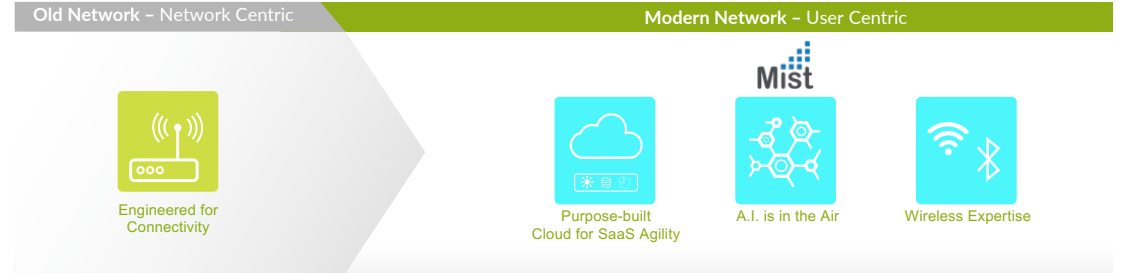 Old Network – Network Centric
Modern Network – User Centric
Mist
Engineered for
Connectivity
Purpose-built
Cloud for SaaS Agility
A.I. is in the Air
Wireless Expertise